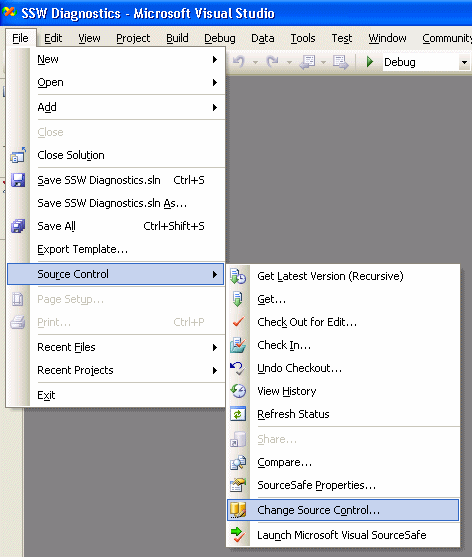 SSW Diagnostics - Microsoft Visual Studio
File Edit View Project Build Debug Data Tools Test Window Community
Debug
New
Open
Add
Close
Close Solution
Save SSW Diagnostics.sln Ctrl+S
Save SSW Diagnostics.sln As...
Save All Ctrl+Shift+S
Export Template...
Source Control
Page Setup...
Print... Ctrl+P
Recent Files
Recent Projects
Exit
Get Latest Version (Recursive)
Get...
Check Out for Edit...
Check In...
Undo Checkout...
View History
Refresh Status
Share...
Compare...
SourceSafe Properties...
Change Source Control...
Launch Microsoft Visual SourceSafe